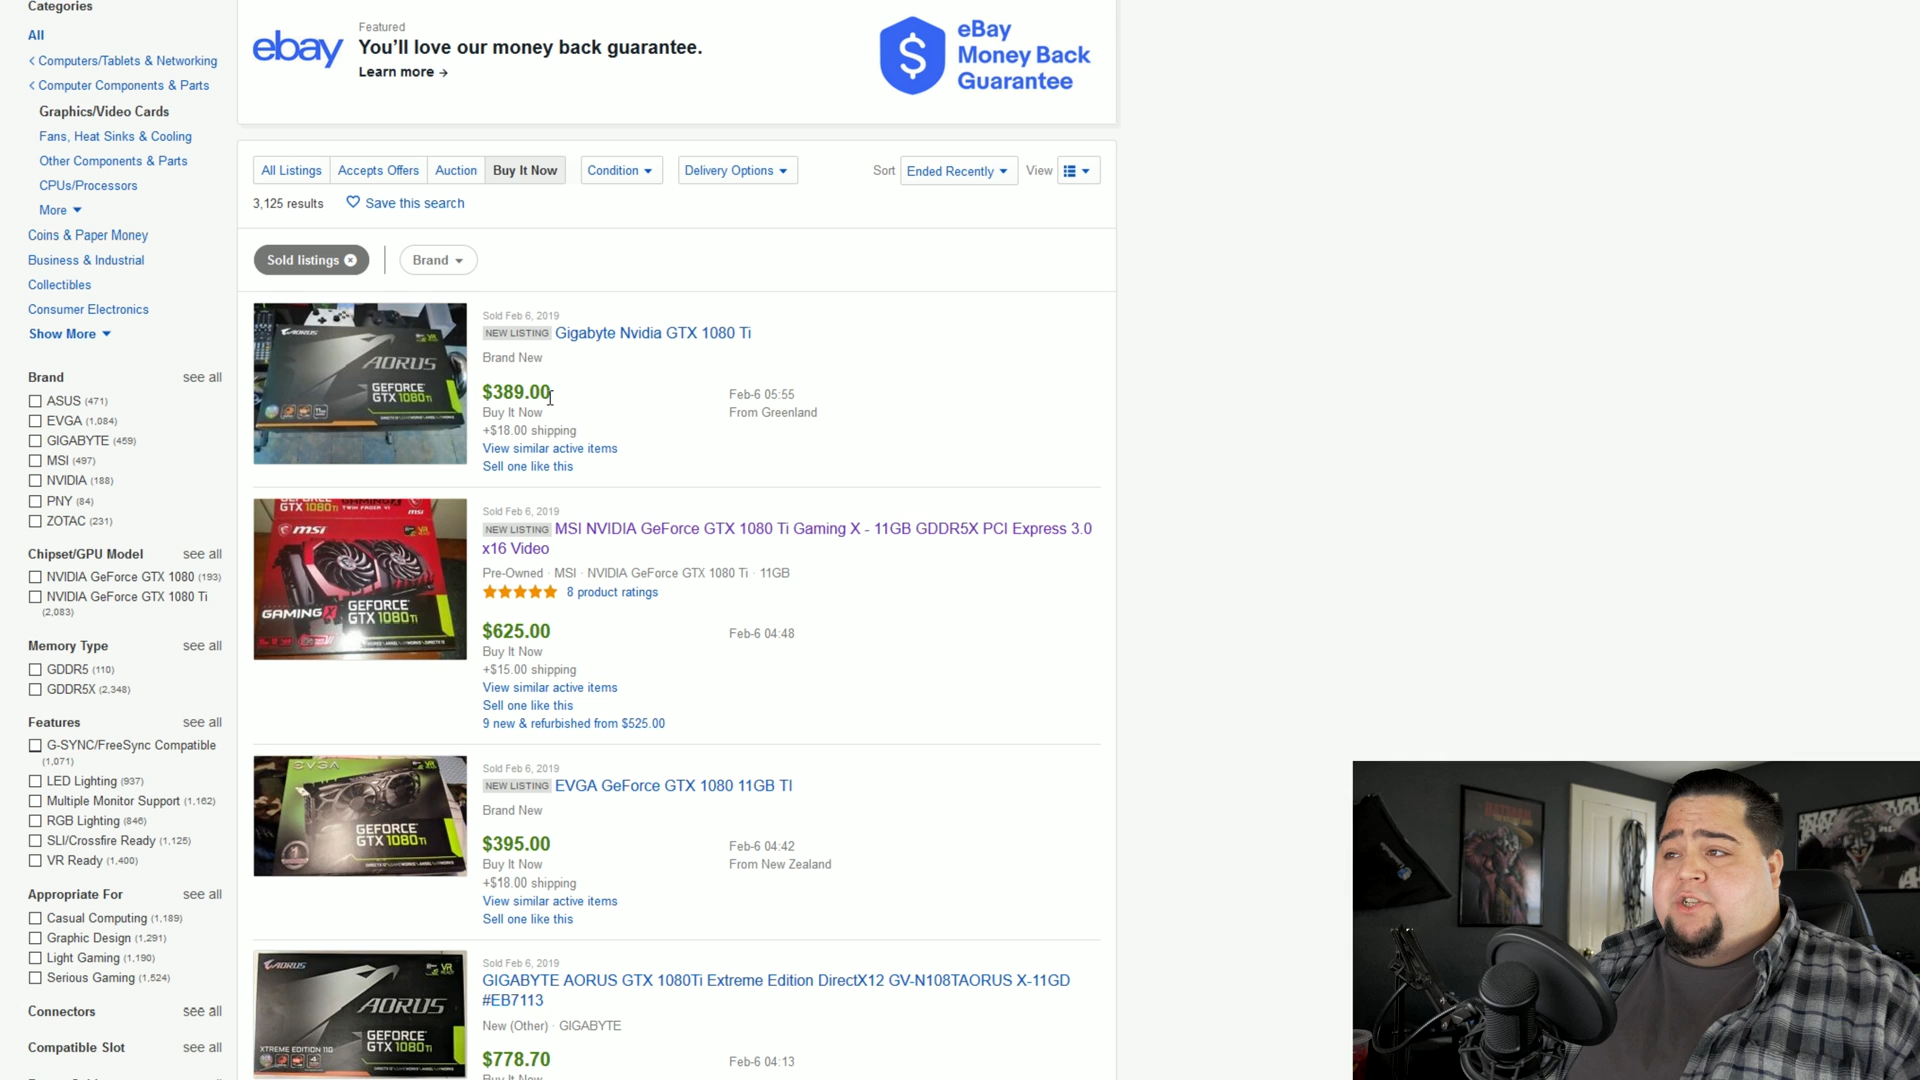 Categories
All
< Computers/Tablets & Networking
< Computer Components & Parts
Graphics/Video Cards
Fans, Heat Sinks & Cooling
Other Components & Parts
CPUs/Processors
More
Coins & Paper Money
Business & Industrial
Collectibles
Consumer Electronics
Show More
Brand see all
ASUS (471)
EVGA (1,084)
GIGABYTE (459)
MSI (497)
NVIDIA (188)
PNY (84)
ZOTAC (231)
Chipset/GPU Model see all
NVIDIA GeForce GTX 1080 (193)
NVIDIA GeForce GTX 1080 Ti
(2,083)
Memory Type see all
GDDR5 (110)
GDDR5X (2,348)
Features see all
G-SYNC/FreeSync Compatible
(1,071)
LED Lighting (937)
Multiple Monitor Support (1,162)
RGB Lighting (846)
SLI/Crossfire Ready (1,125)
VR Ready (1,400)
Appropriate For see all
Casual Computing (1,189)
Graphic Design (1,291)
Light Gaming (1,190)
Serious Gaming (1,524)
Connectors see all
Compatible Slot see all
ebay
Featured
You'll love our money back guarantee.
Learn more →
$
eBay
Money Back
Guarantee
All Listings Accepts Offers Auction Buy It Now Condition Delivery Options Sort Ended Recently View
3,125 results Save this search
Sold listings Brand
AORUS
AORUS
GEFORCE
GTX 1080Ti
Sold Feb 6, 2019
NEW LISTING Gigabyte Nvidia GTX 1080 Ti
Brand New
$389.00 Feb-6 05:55
Buy It Now From Greenland
+$18.00 shipping
View similar active items
Sell one like this
GTX 1080Ti
msi
msi
GAMING X GEFORCE
GTX 1080Ti
Sold Feb 6, 2019
NEW LISTING MSI NVIDIA GeForce GTX 1080 Ti Gaming X - 11GB GDDR5X PCI Express 3.0
x16 Video
Pre-Owned · MSI · NVIDIA GeForce GTX 1080 Ti · 11GB
8 product ratings
$625.00 Feb-6 04:48
Buy It Now
+$15.00 shipping
View similar active items
Sell one like this
9 new & refurbished from $525.00
EVGA
GEFORCE
GTX 1080Ti
Sold Feb 6, 2019
NEW LISTING EVGA GeForce GTX 1080 11GB TI
Brand New
$395.00 Feb-6 04:42
Buy It Now From New Zealand
+$18.00 shipping
View similar active items
Sell one like this
AORUS
VR
AORUS
GEFORCE
GTX 1080Ti
XTREME EDITION 11G
Sold Feb 6, 2019
GIGABYTE AORUS GTX 1080Ti Extreme Edition DirectX12 GV-N108TAORUS X-11GD
#EB7113
New (Other) · GIGABYTE
$778.70 Feb-6 04:13
Buy It Now